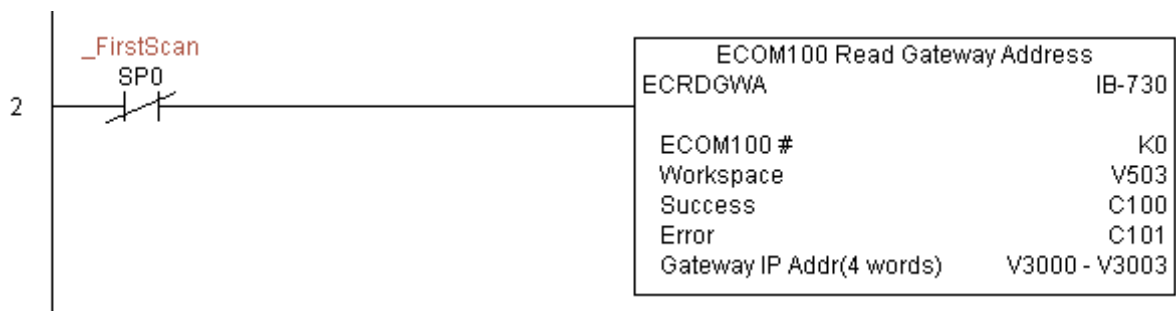 _FirstScan
SP0
2
ECOM100 Read Gateway Address
ECRDGWA IB-730
ECOM100 # K0
Workspace V503
Success C100
Error C101
Gateway IP Addr(4 words) V3000 - V3003